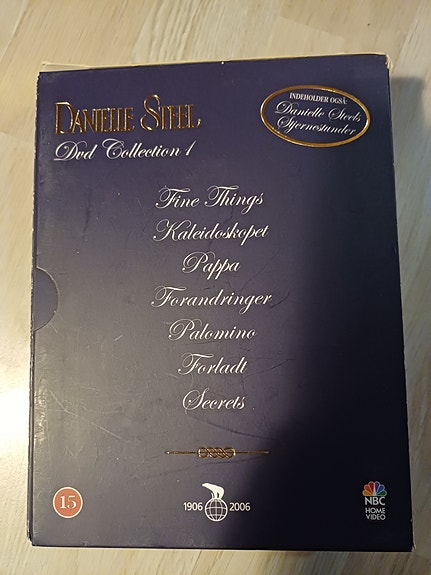 DANIELLE STEEL
Dvd Collection 1
INDEHOLDER OGSÅ:
Danielle Steels
Stjernestunder
Fine Things
Kaleidoskopet
Pappa
Forandringer
Palomino
Forladt
Secrets
15
1906 2006
NBC
HOME
VIDEO